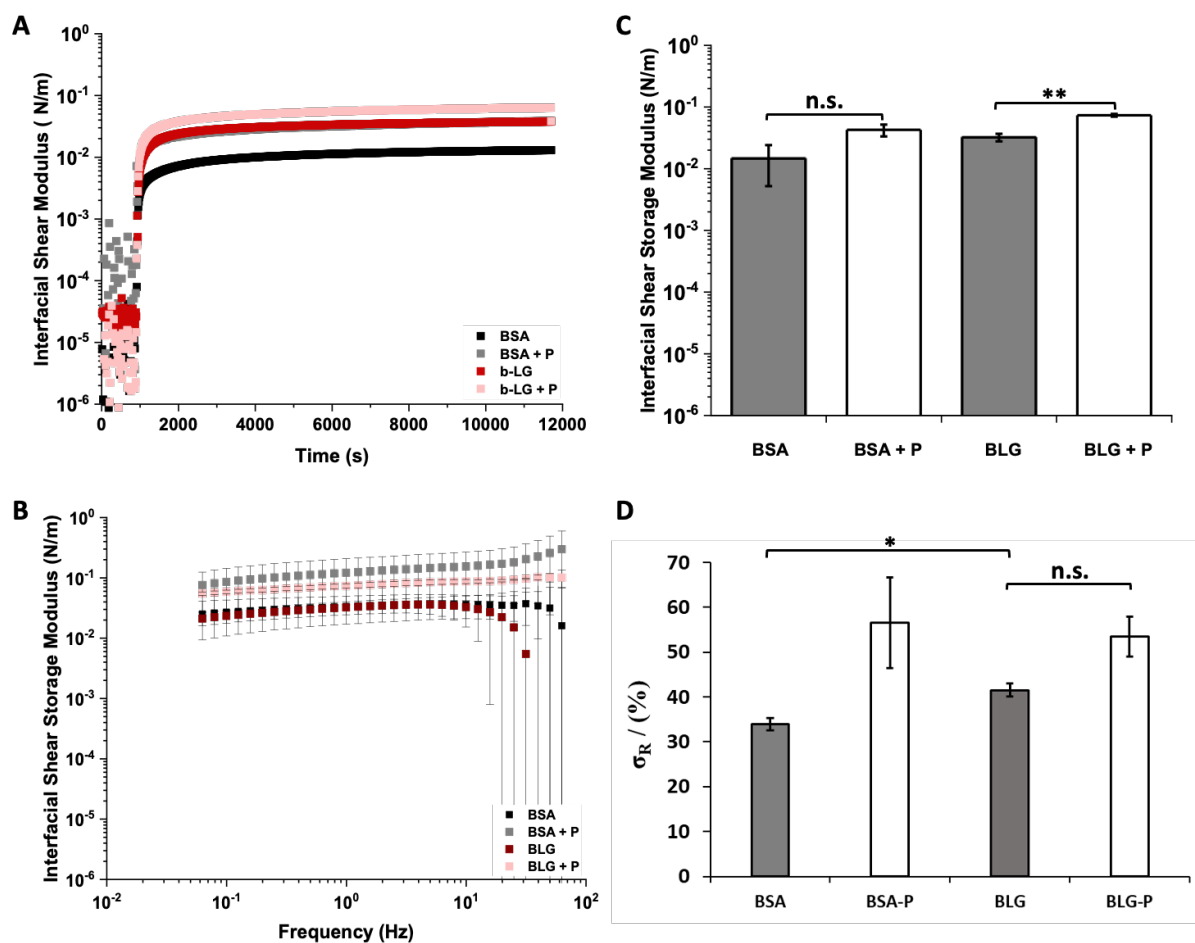 A
Interfacial Shear Modulus ( N/m)
10⁰
10⁻¹
10⁻²
10⁻³
10⁻⁴
10⁻⁵
10⁻⁶
0 2000 4000 6000 8000 10000 12000
Time (s)
BSA
BSA + P
b-LG
b-LG + P
C
Interfacial Shear Storage Modulus (N/m)
10⁰
10⁻¹
10⁻²
10⁻³
10⁻⁴
10⁻⁵
10⁻⁶
n.s.
**
BSA BSA + P BLG BLG + P
B
Interfacial Shear Storage Modulus (N/m)
10⁰
10⁻¹
10⁻²
10⁻³
10⁻⁴
10⁻⁵
10⁻⁶
10⁻² 10⁻¹ 10⁰ 10¹ 10²
Frequency (Hz)
BSA
BSA + P
BLG
BLG + P
D
σR / (%)
70
60
50
40
30
20
10
0
*
n.s.
BSA BSA-P BLG BLG-P